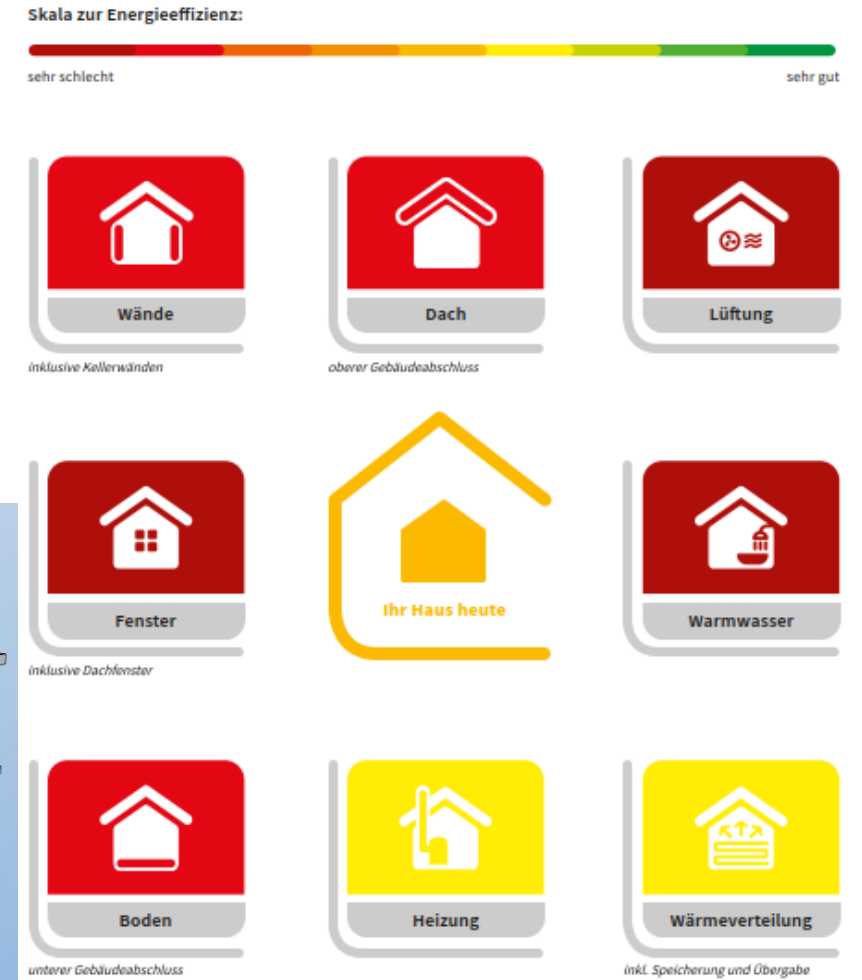 Skala zur Energieeffizienz:
sehr schlecht
sehr gut
Wände
Dach
Lüftung
inklusive Kellerwänden
oberer Gebäudeabschluss
Ihr Haus heute
Fenster
Warmwasser
inklusive Dachfenster
Boden
Heizung
Wärmeverteilung
unterer Gebäudeabschluss
inkl. Speicherung und Übergabe